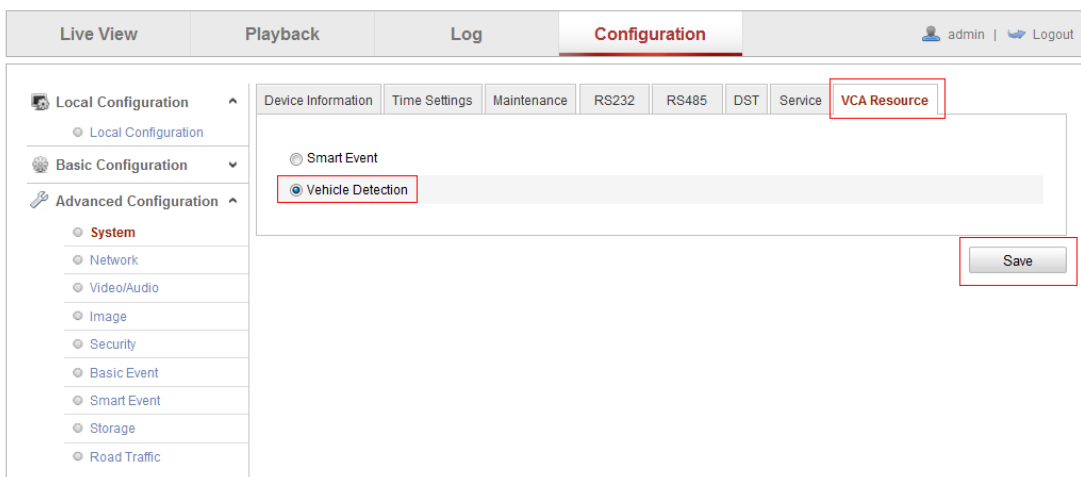 Live View Playback Log Configuration admin | Logout
Local Configuration
Local Configuration
Basic Configuration
Advanced Configuration
System
Network
Video/Audio
Image
Security
Basic Event
Smart Event
Storage
Road Traffic
Device Information Time Settings Maintenance RS232 RS485 DST Service VCA Resource
Smart Event
Vehicle Detection
Save